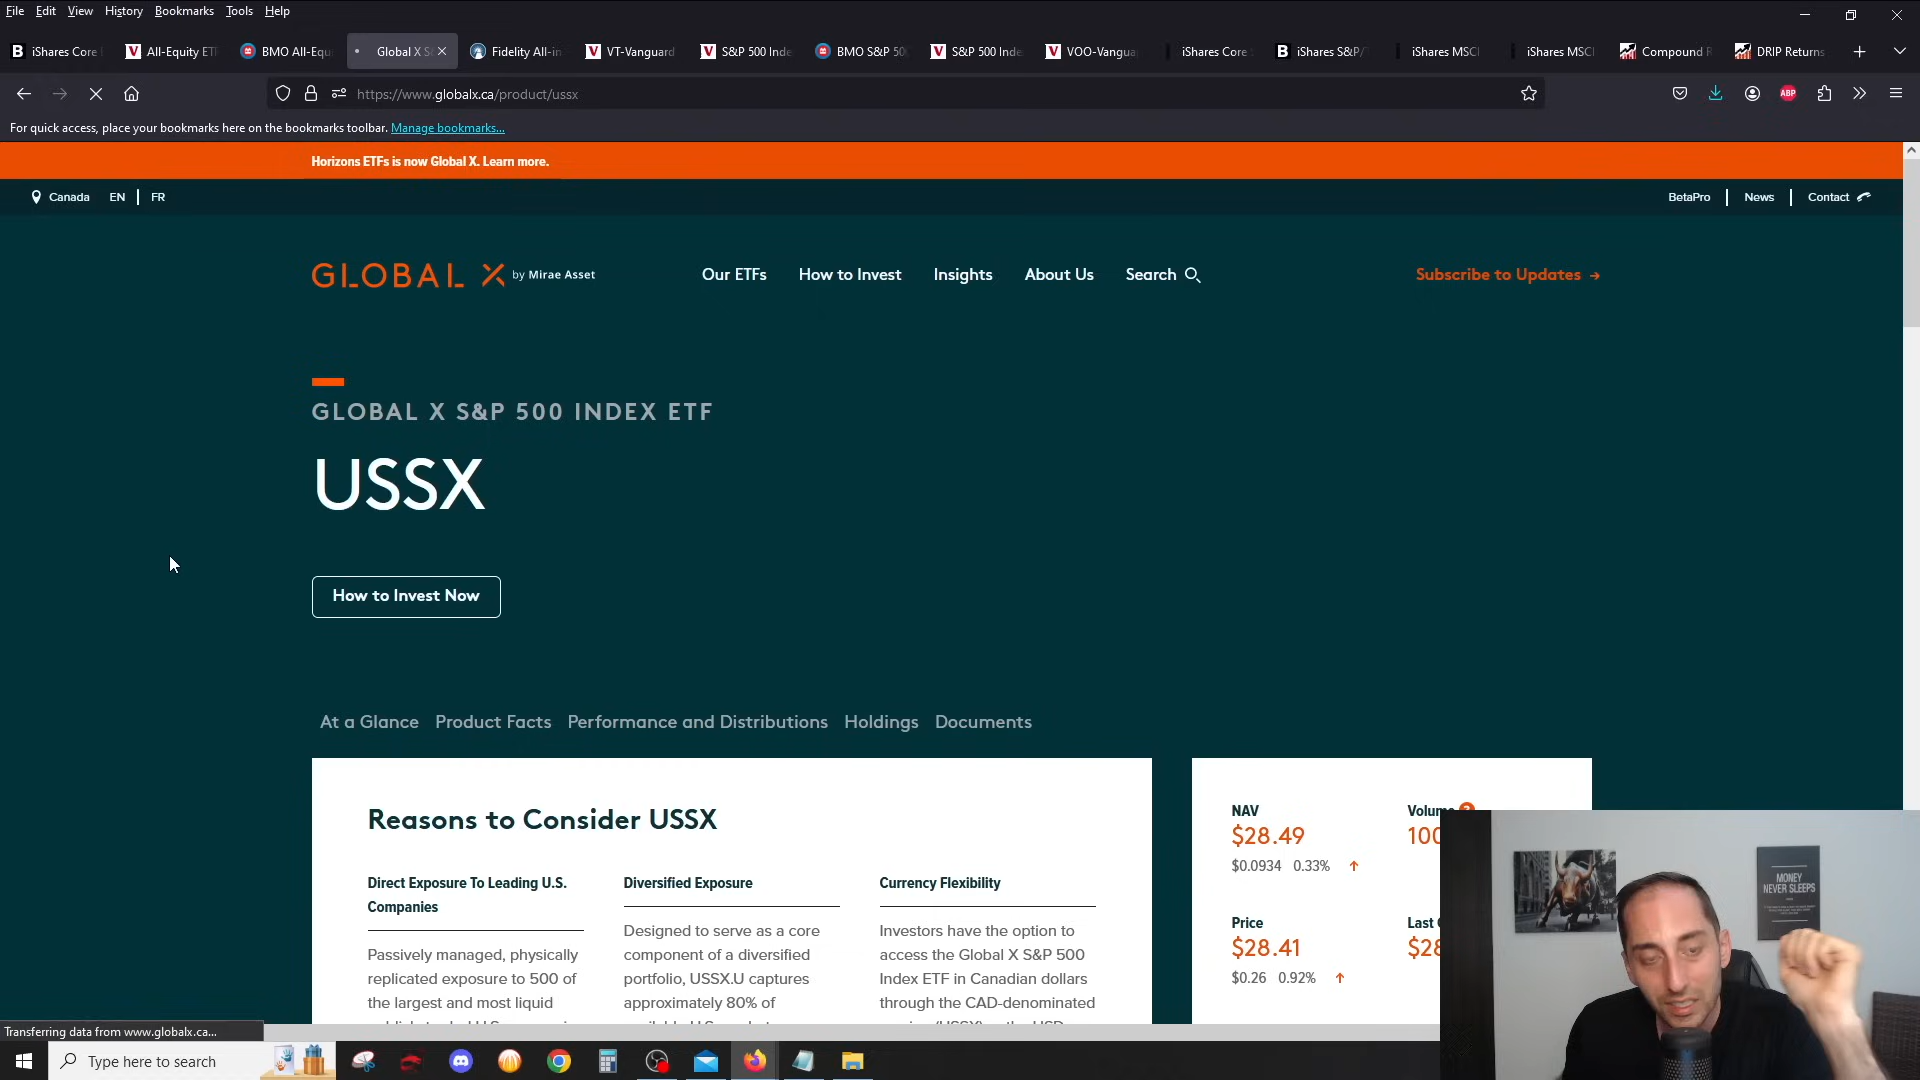 File Edit View History Bookmarks Tools Help
iShares Core
All-Equity ET
BMO All-Equ
Global X S
Fidelity All-in
VT-Vanguard
S&P 500 Inde
BMO S&P 50
S&P 500 Inde
VOO-Vangua
iShares Core
iShares S&P/
iShares MSCI
iShares MSCI
Compound R
DRIP Returns
https://www.globalx.ca/product/ussx
ABP
For quick access, place your bookmarks here on the bookmarks toolbar. Manage bookmarks...
Horizons ETFs is now Global X. Learn more.
Canada EN FR
BetaPro News Contact
GLOBAL X by Mirae Asset
Our ETFs How to Invest Insights About Us Search
Subscribe to Updates →
GLOBAL X S&P 500 INDEX ETF
USSX
How to Invest Now
At a Glance Product Facts Performance and Distributions Holdings Documents
Reasons to Consider USSX
Direct Exposure To Leading U.S.
Companies
Passively managed, physically
replicated exposure to 500 of
the largest and most liquid
Diversified Exposure
Designed to serve as a core
component of a diversified
portfolio, USSX.U captures
approximately 80% of
Currency Flexibility
Investors have the option to
access the Global X S&P 500
Index ETF in Canadian dollars
through the CAD-denominated
NAV
$28.49
$0.0934 0.33%
Volume
100
Price
$28.41
$0.26 0.92%
Last
$28
MONEY
NEVER SLEEPS
Transferring data from www.globalx.ca...
Type here to search